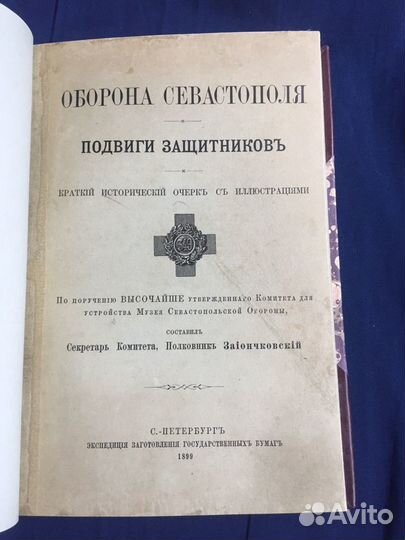 ОБОРОНА СЕВАСТОПОЛЯ
ПОДВИГИ ЗАЩИТНИКОВЪ
КРАТКІЙ ИСТОРИЧЕСКІЙ ОЧЕРКЪ СЪ ИЛЛЮСТРАЦІЯМИ
По порученію ВЫСОЧАЙШЕ утвержденнаго Комитета для
устройства Музея Севастопольской Обороны,
СОСТАВИЛЪ
Секретарь Комитета, Полковникъ Заіончковскій
С.-ПЕТЕРБУРГЪ
ЭКСПЕДИЦІЯ ЗАГОТОВЛЕНІЯ ГОСУДАРСТВЕННЫХЪ БУМАГЪ
1899
Avito